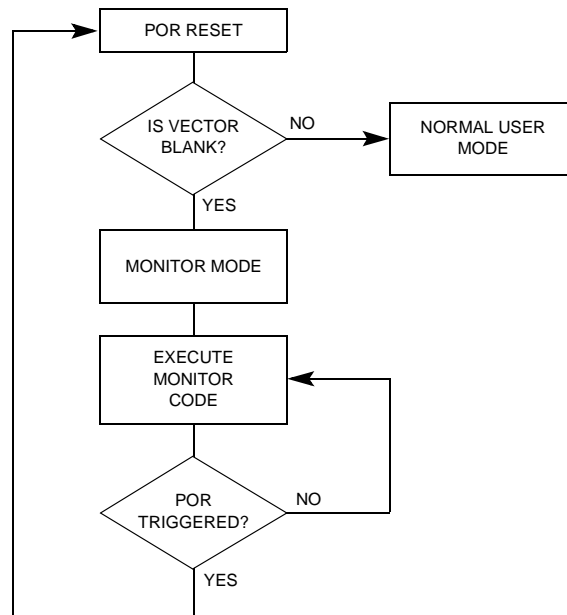 POR RESET
IS VECTOR
BLANK?
NO
NORMAL USER
MODE
YES
MONITOR MODE
EXECUTE
MONITOR
CODE
POR
TRIGGERED?
NO
YES